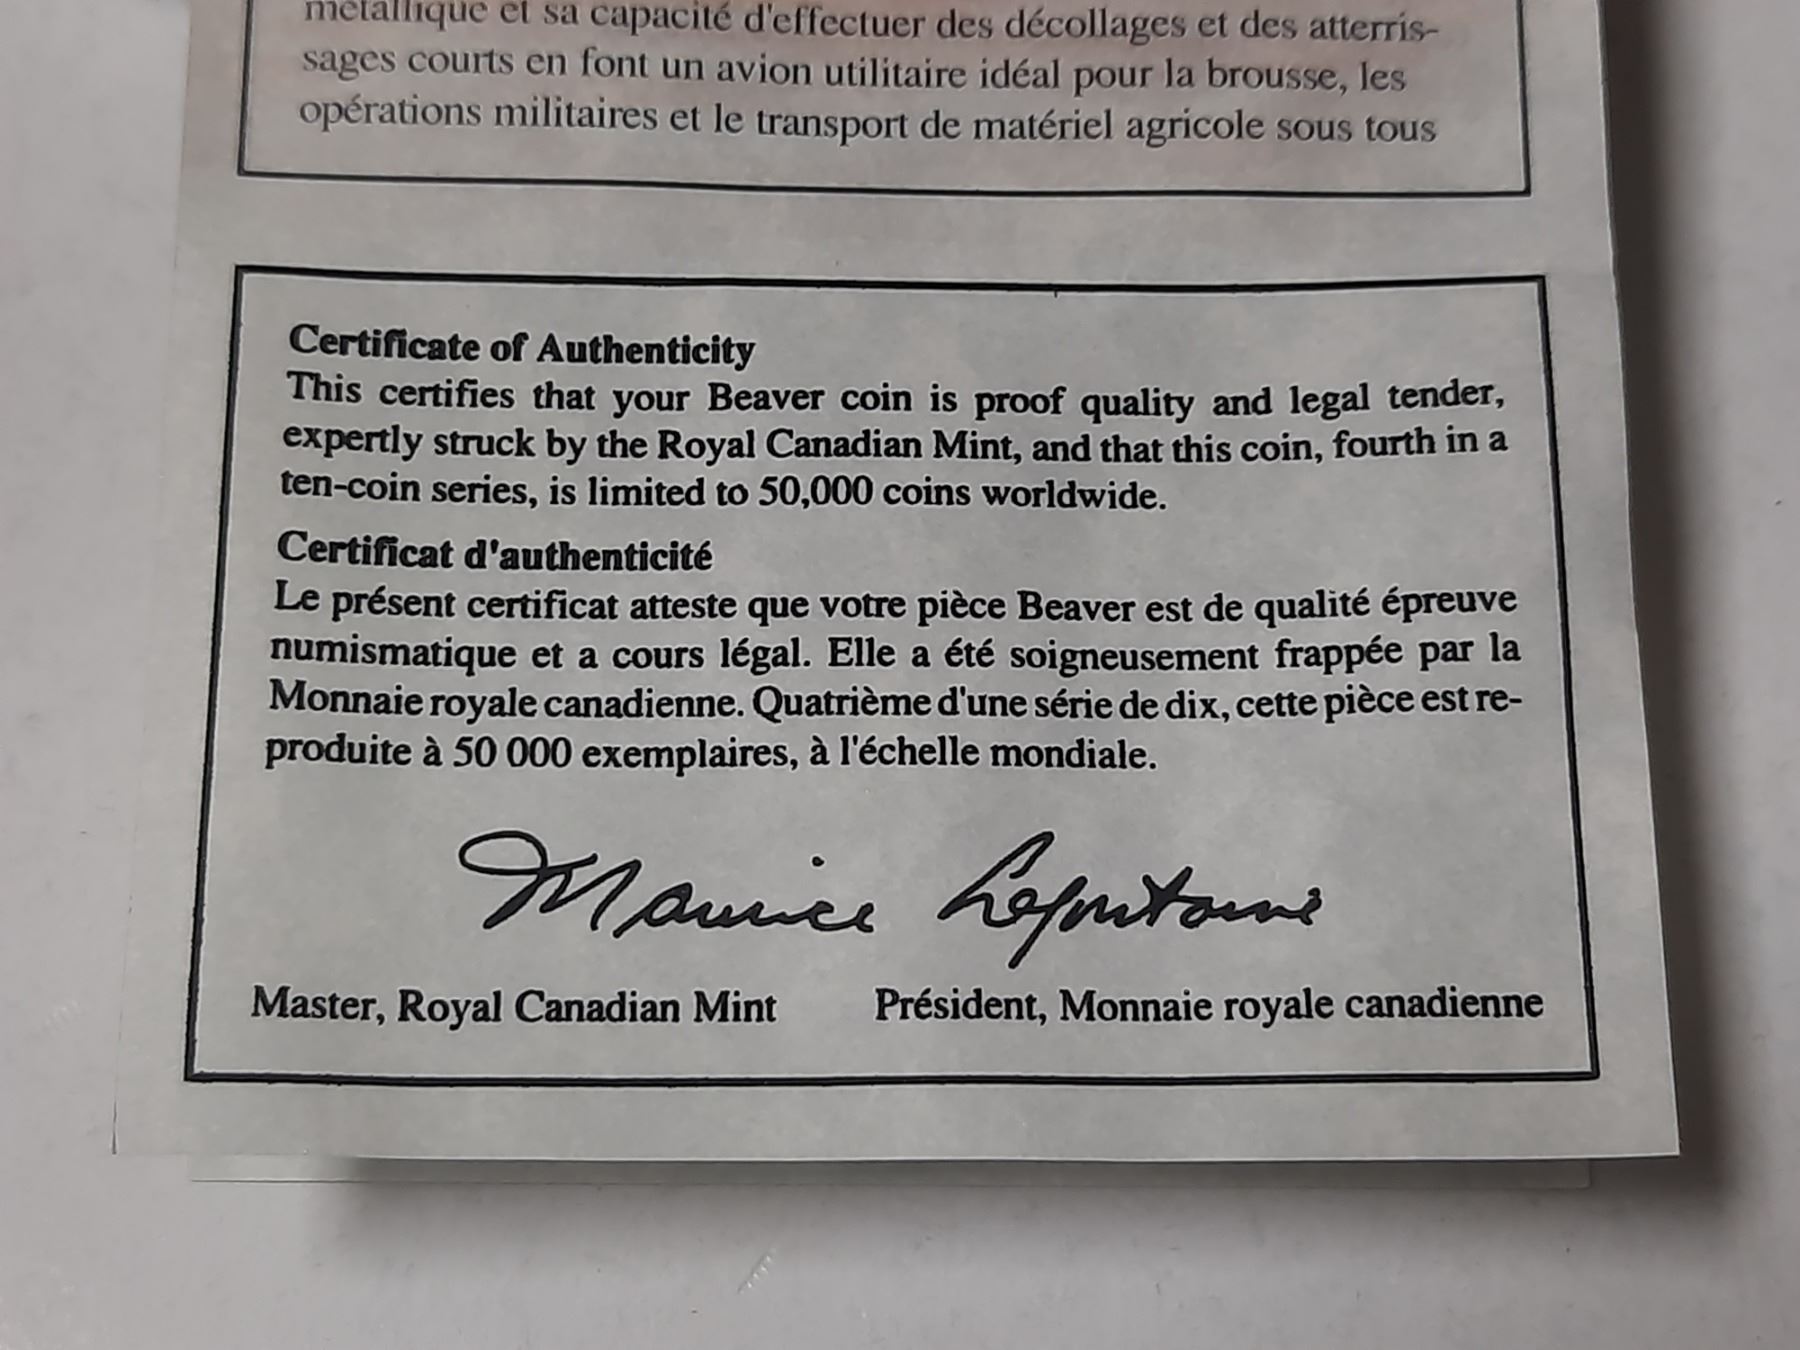 métallique et sa capacité d'effectuer des décollages et des atterris-
sages courts en font un avion utilitaire idéal pour la brousse, les
opérations militaires et le transport de matériel agricole sous tous
Certificate of Authenticity
This certifies that your Beaver coin is proof quality and legal tender,
expertly struck by the Royal Canadian Mint, and that this coin, fourth in a
ten-coin series, is limited to 50,000 coins worldwide.
Certificat d'authenticité
Le présent certificat atteste que votre pièce Beaver est de qualité épreuve
numismatique et a cours légal. Elle a été soigneusement frappée par la
Monnaie royale canadienne. Quatrième d'une série de dix, cette pièce est re-
produite à 50 000 exemplaires, à l'échelle mondiale.
Maurice Lafontaine
Master, Royal Canadian Mint Président, Monnaie royale canadienne